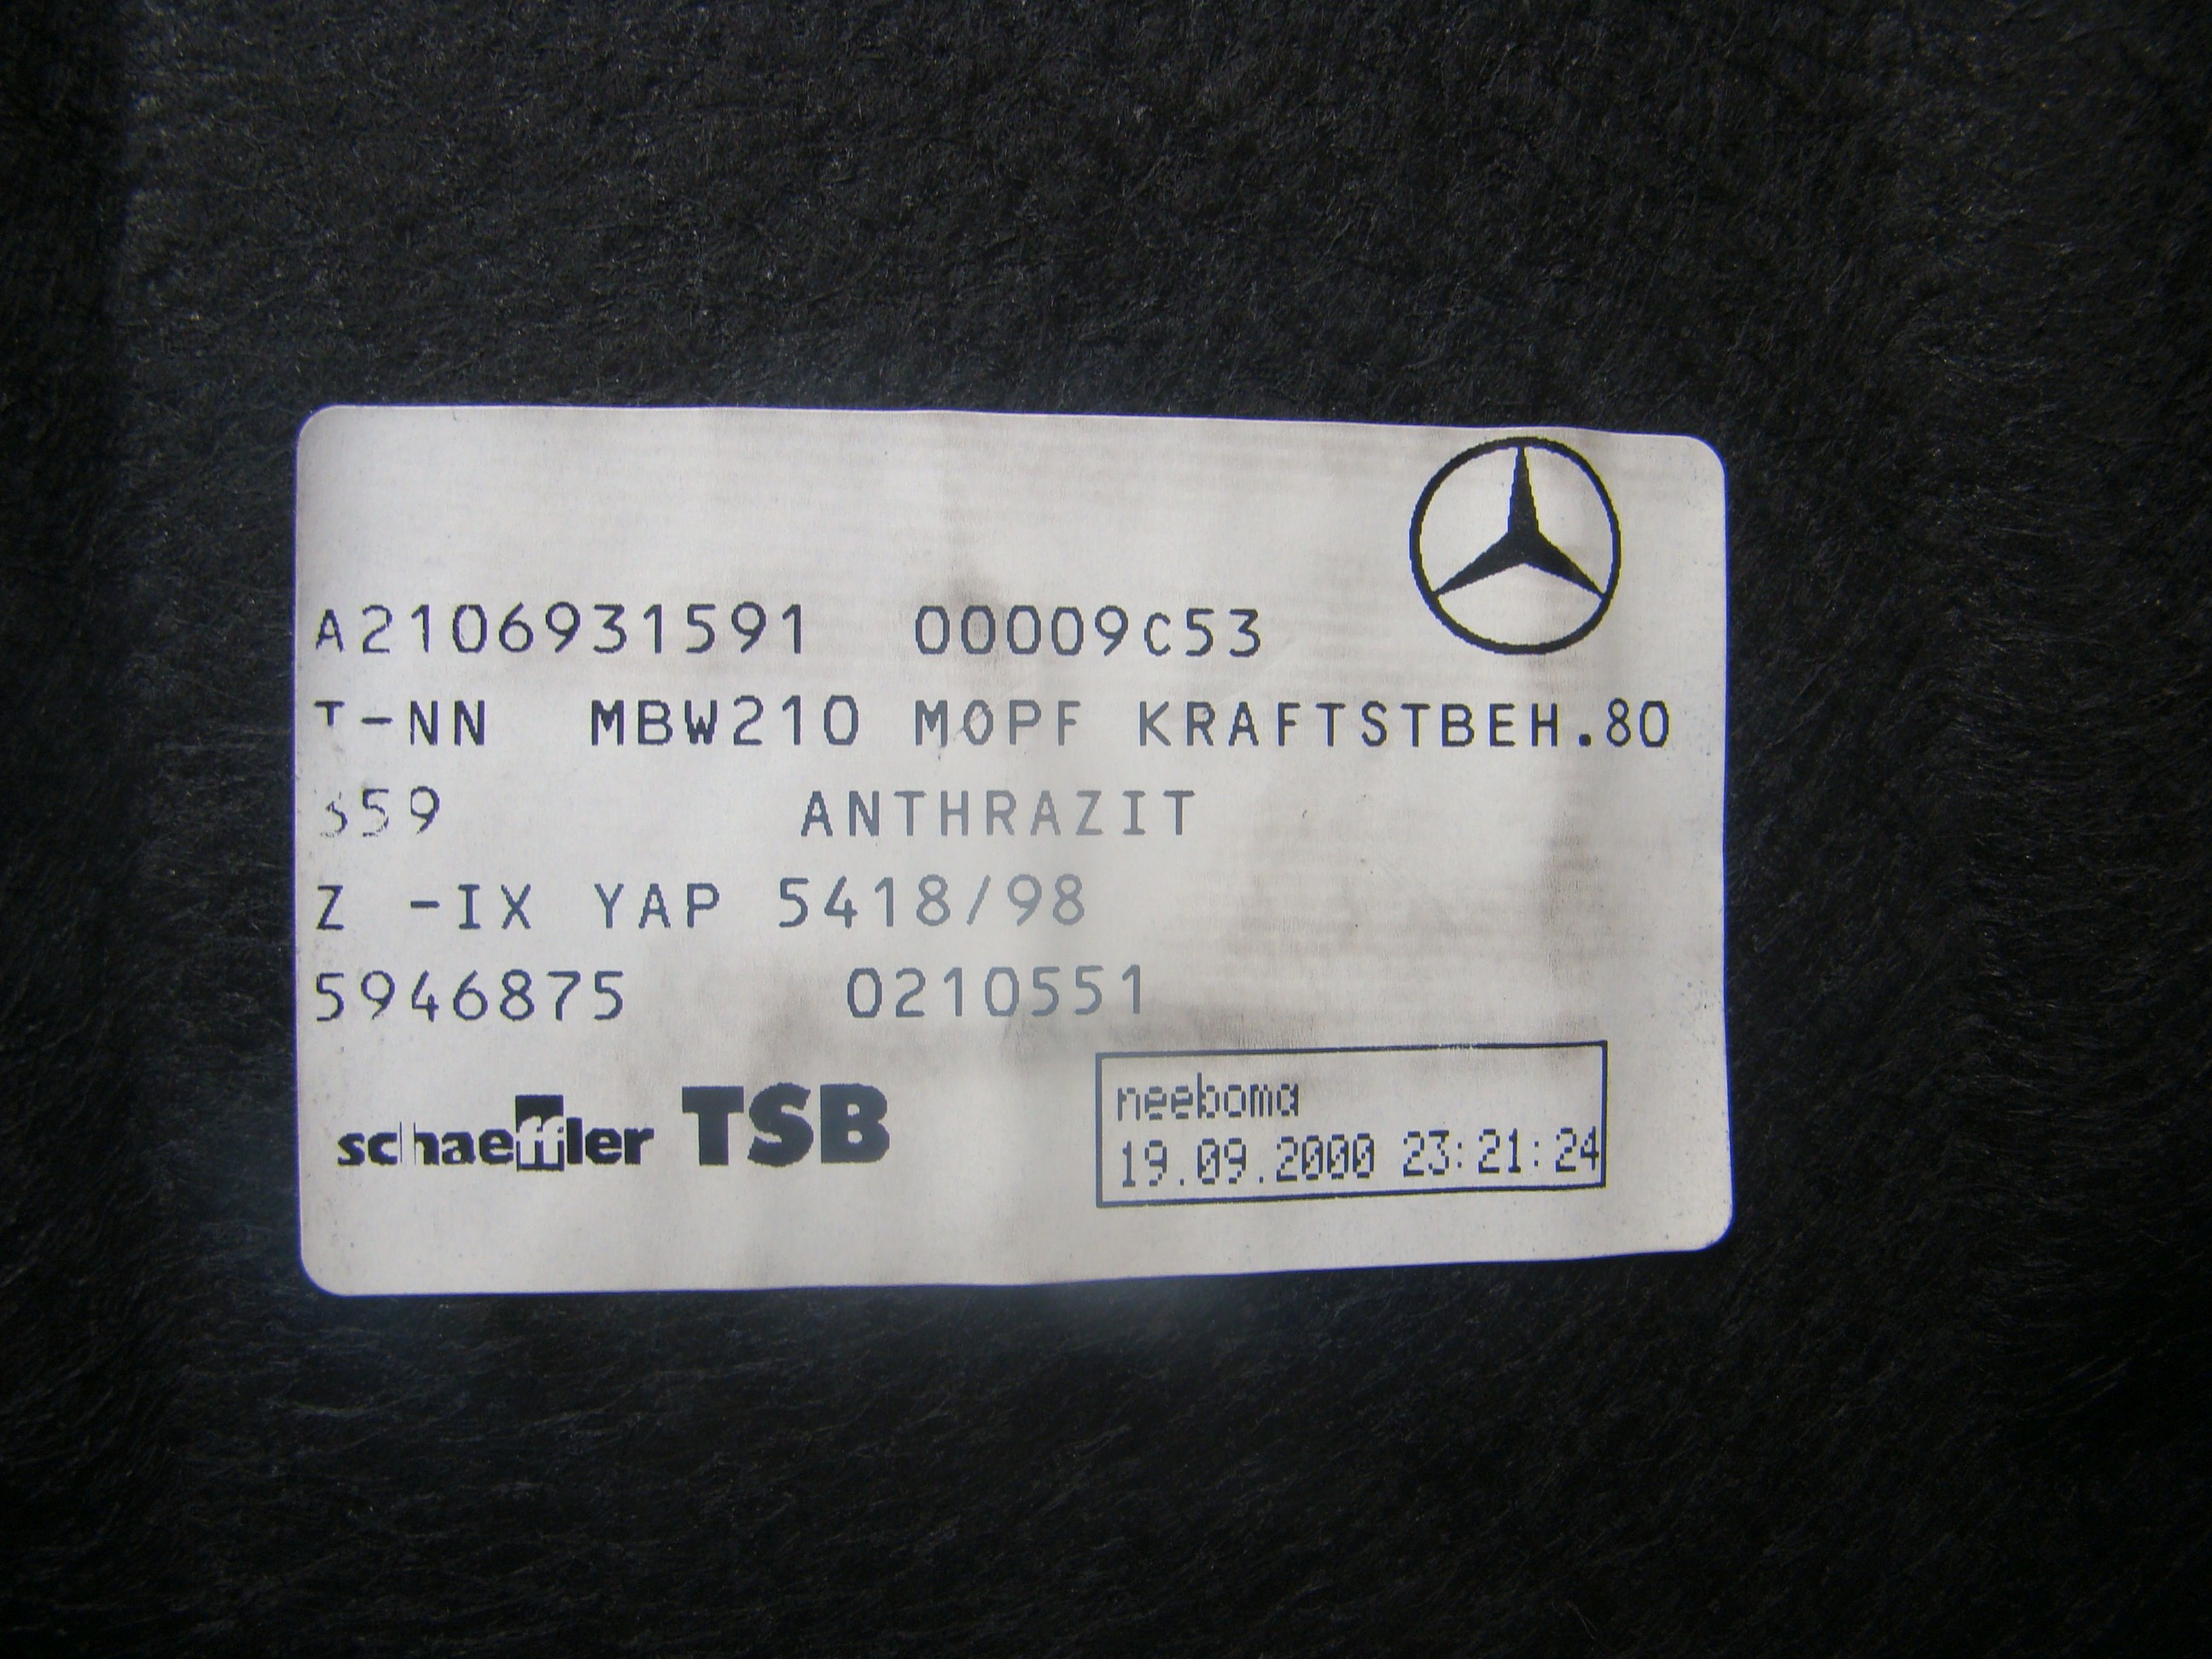 A2106931591 00009C53
T-NN MBW210 MOPF KRAFTSTBEH.80
359 ANTHRAZIT
Z -IX YAP 5418/98
5946875 0210551
schaeffler TSB
neeboma
19.09.2000 23:21:24